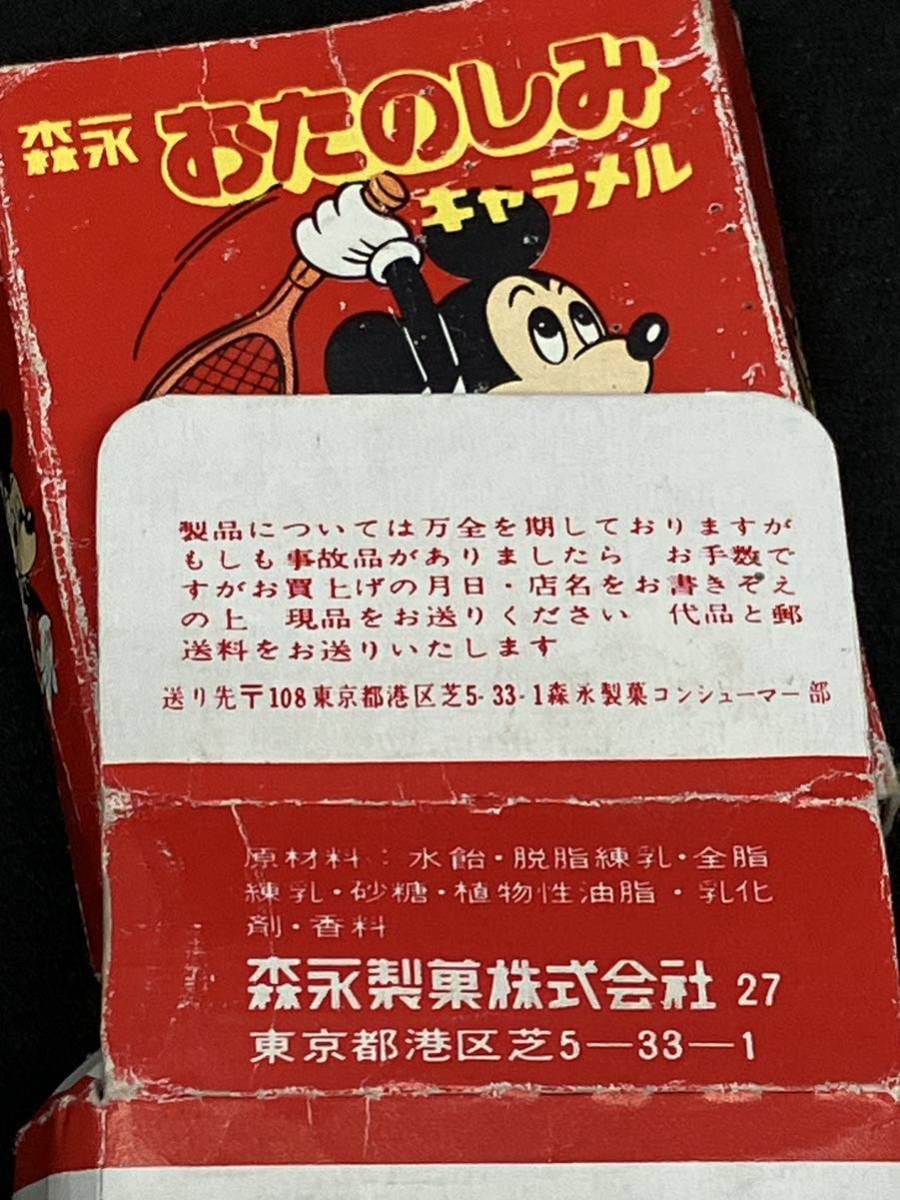 森永 おたのしみ
キャラメル
製品については万全を期しておりますが
もしも事故品がありましたら お手数で
すがお買上げの月日・店名をお書きぞえ
の上 現品をお送りください 代品と郵
送料をお送りいたします
送り先〒108東京都港区芝5-33-1森永製菓コンシューマー部
原材料:水飴・脱脂練乳・全脂
練乳・砂糖・植物性油脂・乳化
剤・香料
森永製菓株式会社 27
東京都港区芝5—33—1